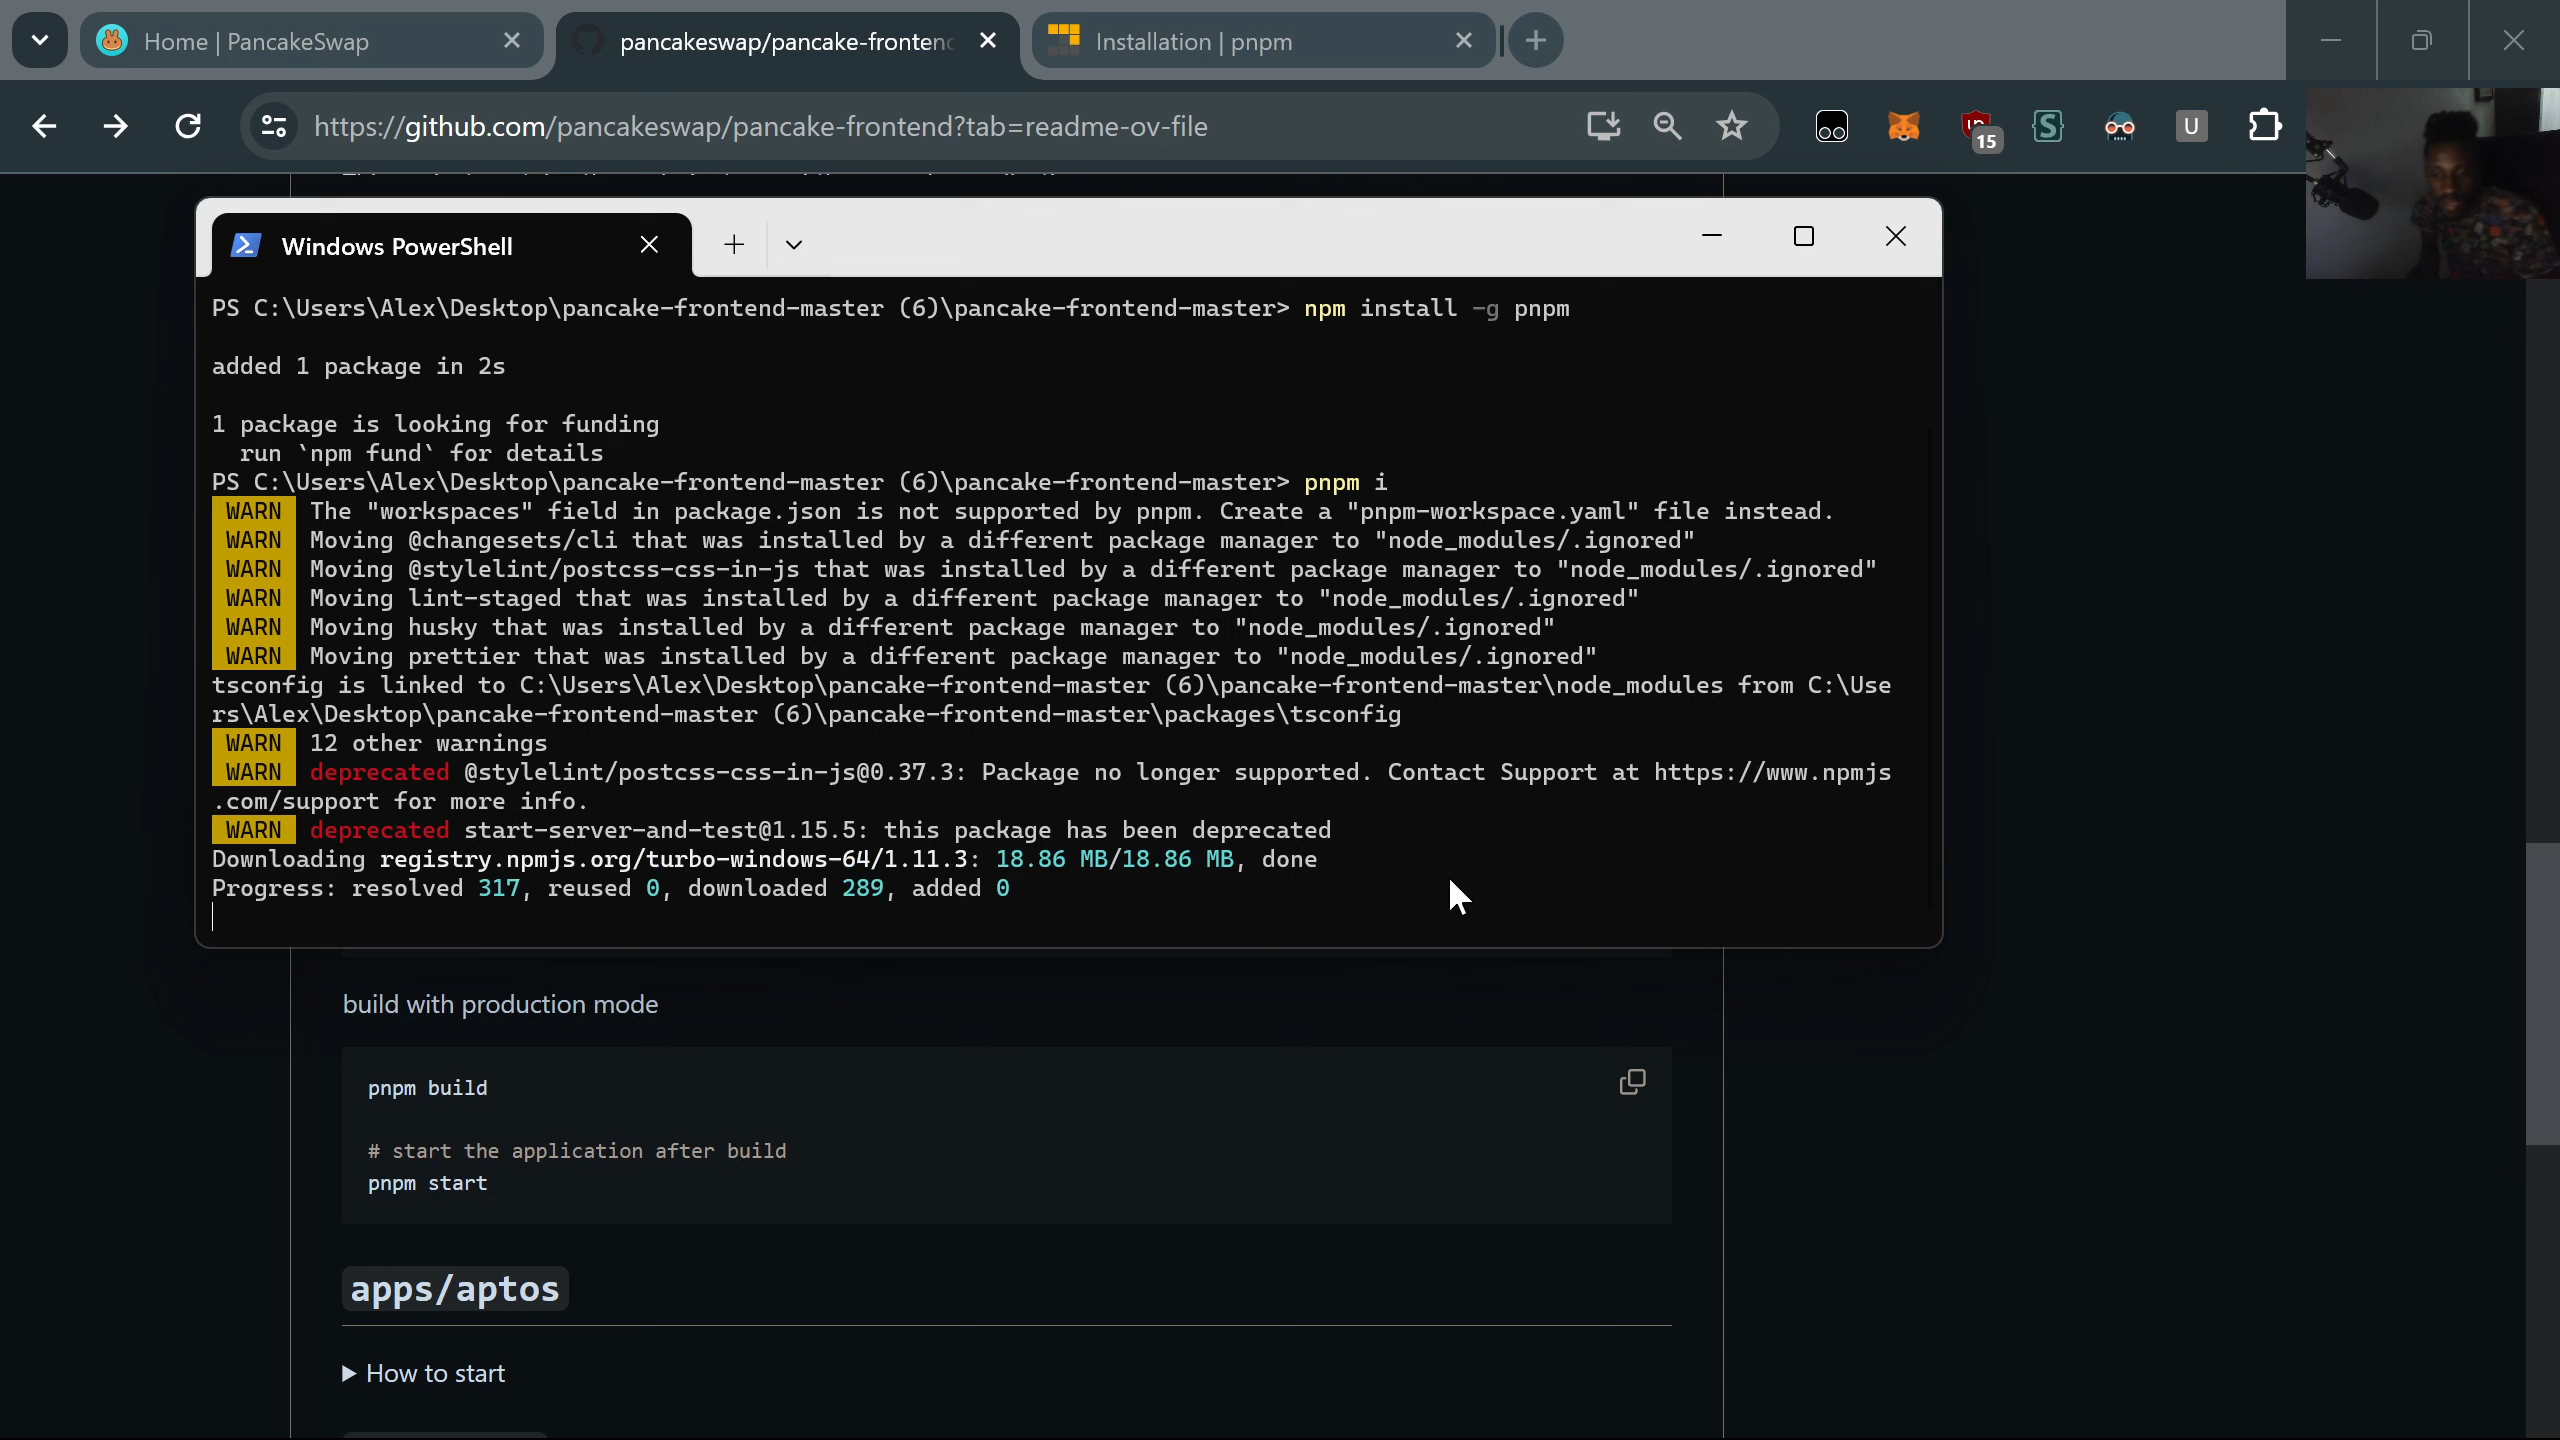 Home | PancakeSwap
pancakeswap/pancake-frontend
Installation | pnpm
https://github.com/pancakeswap/pancake-frontend?tab=readme-ov-file
15
U
Windows PowerShell
PS C:\Users\Alex\Desktop\pancake-frontend-master (6)\pancake-frontend-master> npm install -g pnpm
added 1 package in 2s
1 package is looking for funding
run `npm fund` for details
PS C:\Users\Alex\Desktop\pancake-frontend-master (6)\pancake-frontend-master> pnpm i
WARN The "workspaces" field in package.json is not supported by pnpm. Create a "pnpm-workspace.yaml" file instead.
WARN Moving @changesets/cli that was installed by a different package manager to "node_modules/.ignored"
WARN Moving @stylelint/postcss-css-in-js that was installed by a different package manager to "node_modules/.ignored"
WARN Moving lint-staged that was installed by a different package manager to "node_modules/.ignored"
WARN Moving husky that was installed by a different package manager to "node_modules/.ignored"
WARN Moving prettier that was installed by a different package manager to "node_modules/.ignored"
tsconfig is linked to C:\Users\Alex\Desktop\pancake-frontend-master (6)\pancake-frontend-master\node_modules from C:\Use
rs\Alex\Desktop\pancake-frontend-master (6)\pancake-frontend-master\packages\tsconfig
WARN 12 other warnings
WARN deprecated @stylelint/postcss-css-in-js@0.37.3: Package no longer supported. Contact Support at https://www.npmjs
.com/support for more info.
WARN deprecated start-server-and-test@1.15.5: this package has been deprecated
Downloading registry.npmjs.org/turbo-windows-64/1.11.3: 18.86 MB/18.86 MB, done
Progress: resolved 317, reused 0, downloaded 289, added 0
build with production mode
pnpm build
# start the application after build
pnpm start
apps/aptos
How to start